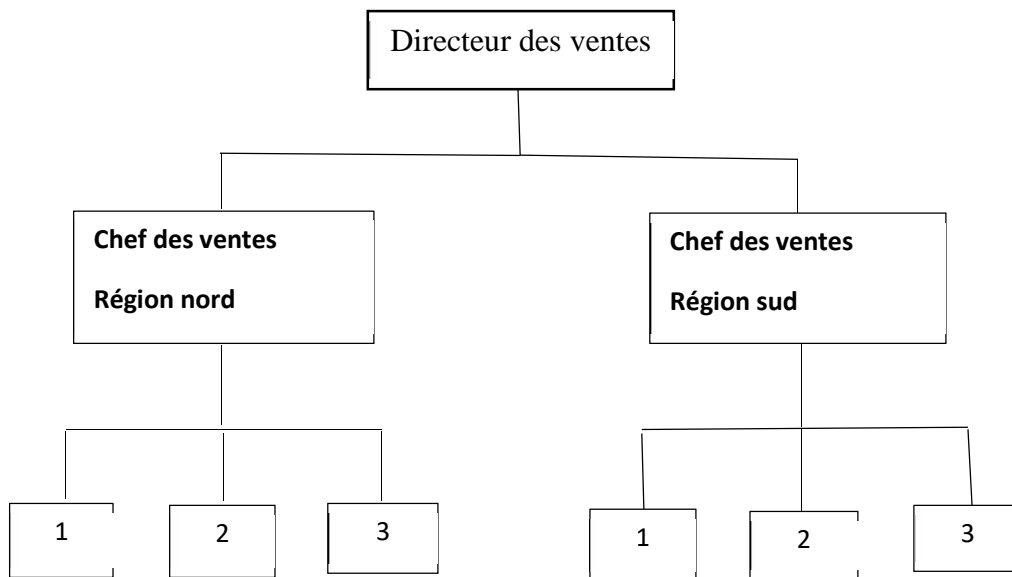 Directeur des ventes
Chef des ventes
Région nord
Chef des ventes
Région sud
1
2
3
1
2
3